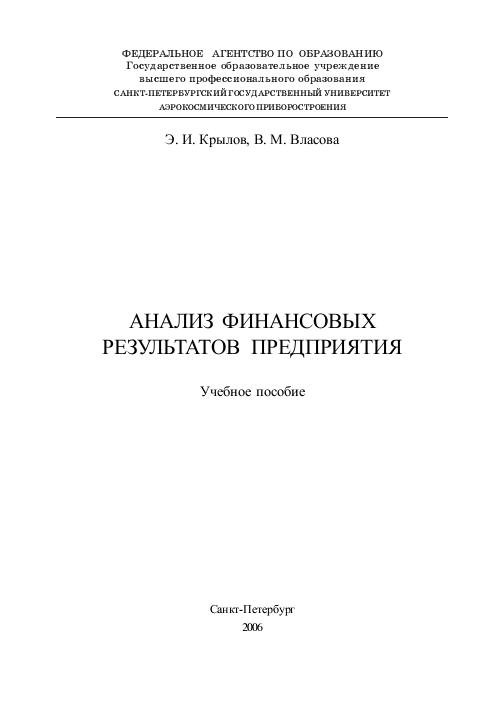 ФЕДЕРАЛЬНОЕ АГЕНТСТВО ПО ОБРАЗОВАНИЮ
Государственное образовательное учреждение
высшего профессионального образования
САНКТ-ПЕТЕРБУРГСКИЙ ГОСУДАРСТВЕННЫЙ УНИВЕРСИТЕТ
АЭРОКОСМИЧЕСКОГО ПРИБОРОСТРОЕНИЯ
Э. И. Крылов, В. М. Власова
АНАЛИЗ ФИНАНСОВЫХ
РЕЗУЛЬТАТОВ ПРЕДПРИЯТИЯ
Учебное пособие
Санкт-Петербург
2006